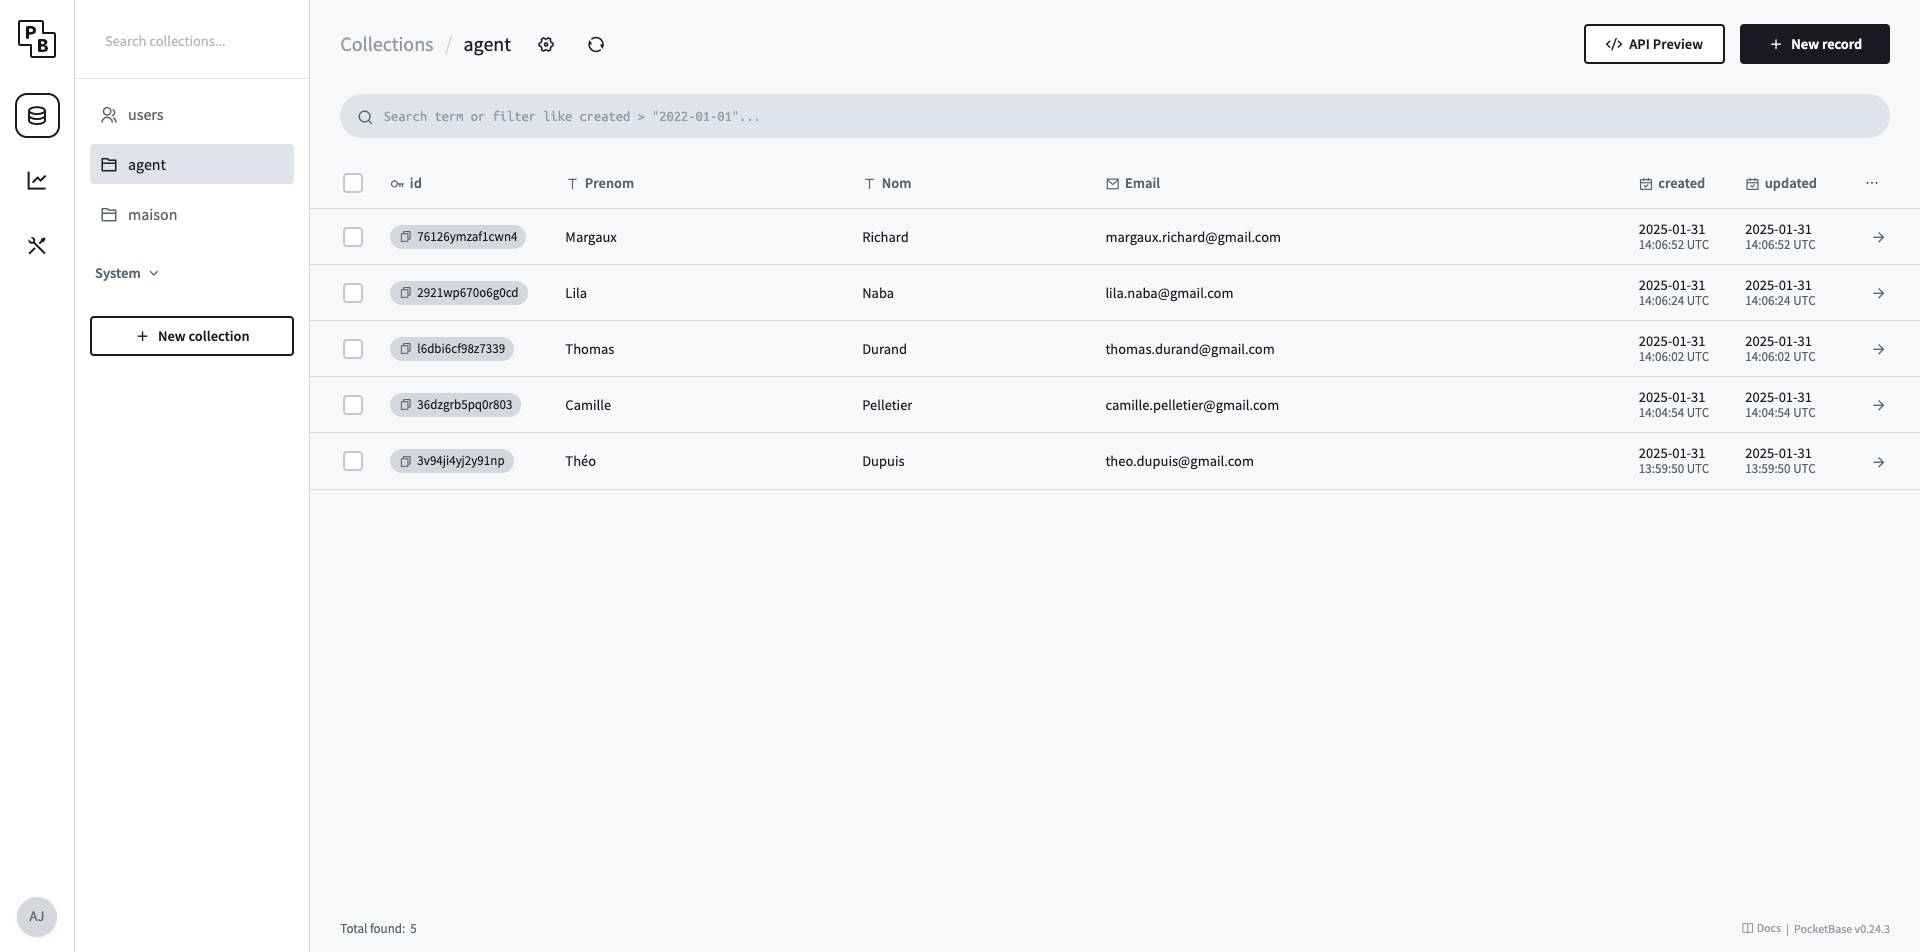 PB
Search collections...
users
agent
maison
System
+ New collection
AJ
Collections / agent
</> API Preview
+ New record
Search term or filter like created > "2022-01-01"...
id Prenom Nom Email created updated ...
76126ymzaf1cwn4 Margaux Richard margaux.richard@gmail.com 2025-01-31 14:06:52 UTC 2025-01-31 14:06:52 UTC
2921wp670o6g0cd Lila Naba lila.naba@gmail.com 2025-01-31 14:06:24 UTC 2025-01-31 14:06:24 UTC
l6dbi6cf98z7339 Thomas Durand thomas.durand@gmail.com 2025-01-31 14:06:02 UTC 2025-01-31 14:06:02 UTC
36dzgrb5pq0r803 Camille Pelletier camille.pelletier@gmail.com 2025-01-31 14:04:54 UTC 2025-01-31 14:04:54 UTC
3v94ji4yj2y91np Théo Dupuis theo.dupuis@gmail.com 2025-01-31 13:59:50 UTC 2025-01-31 13:59:50 UTC
Total found: 5
Docs | PocketBase v0.24.3